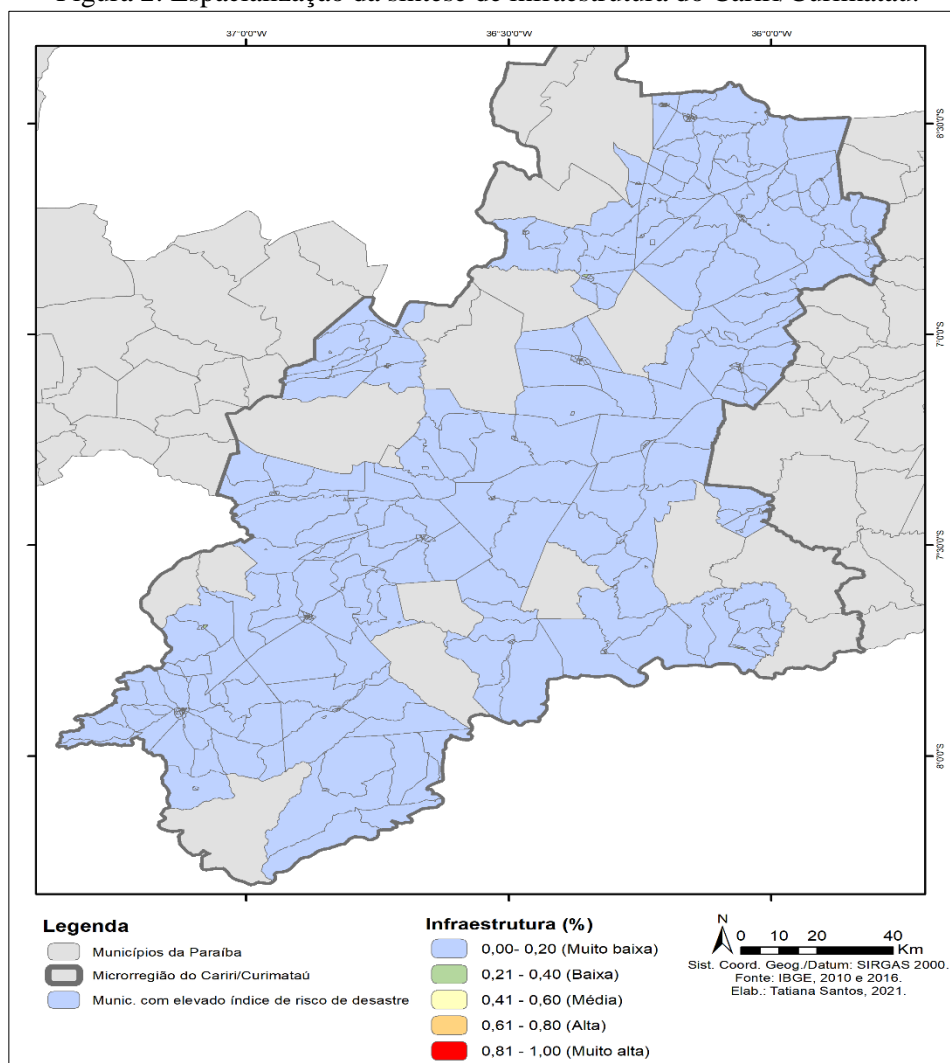 Figura 2: Espacialização da síntese de infraestrutura do Cariri/Curimataú.
37°0'0"W
36°30'0"W
36°0'0"W
7°0'0"S
7°30'0"S
8°0'0"S
Legenda
Municípios da Paraíba
Microrregião do Cariri/Curimataú
Munic. com elevado índice de risco de desastre
Infraestrutura (%)
0,00- 0,20 (Muito baixa)
0,21 - 0,40 (Baixa)
0,41 - 0,60 (Média)
0,61 - 0,80 (Alta)
0,81 - 1,00 (Muito alta)
N
0 10 20 40
Km
Sist. Coord. Geog./Datum: SIRGAS 2000.
Fonte: IBGE, 2010 e 2016.
Elab.: Tatiana Santos, 2021.